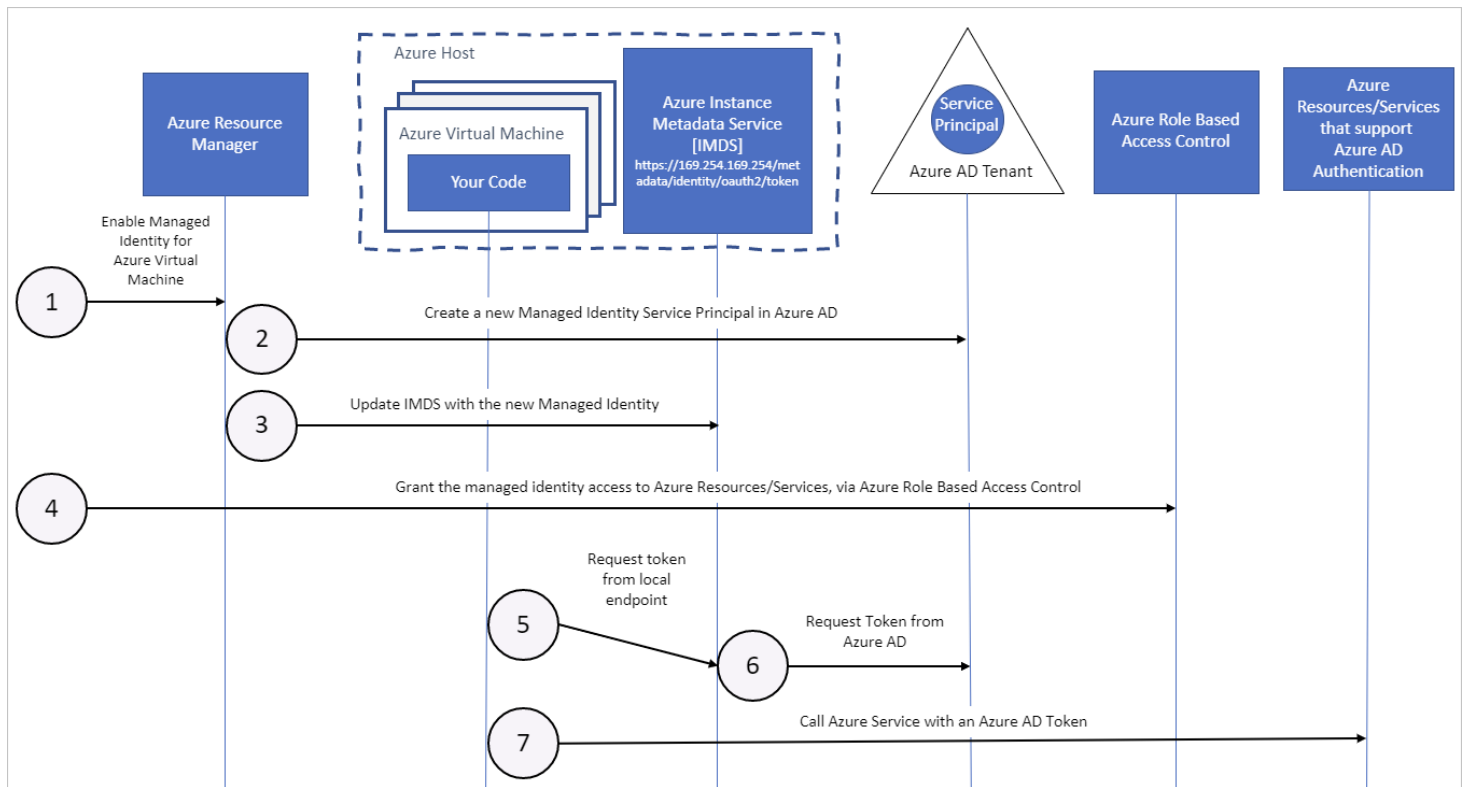 Azure Resource
Manager
Azure Host
Azure Virtual Machine
Your Code
Azure Instance
Metadata Service
[IMDS]
https://169.254.169.254/met
adata/identity/oauth2/token
Service
Principal
Azure AD Tenant
Azure Role Based
Access Control
Azure
Resources/Services
that support
Azure AD
Authentication
Enable Managed
Identity for
Azure Virtual
Machine
1
2
Create a new Managed Identity Service Principal in Azure AD
3
Update IMDS with the new Managed Identity
4
Grant the managed identity access to Azure Resources/Services, via Azure Role Based Access Control
5
Request token
from local
endpoint
6
Request Token from
Azure AD
7
Call Azure Service with an Azure AD Token